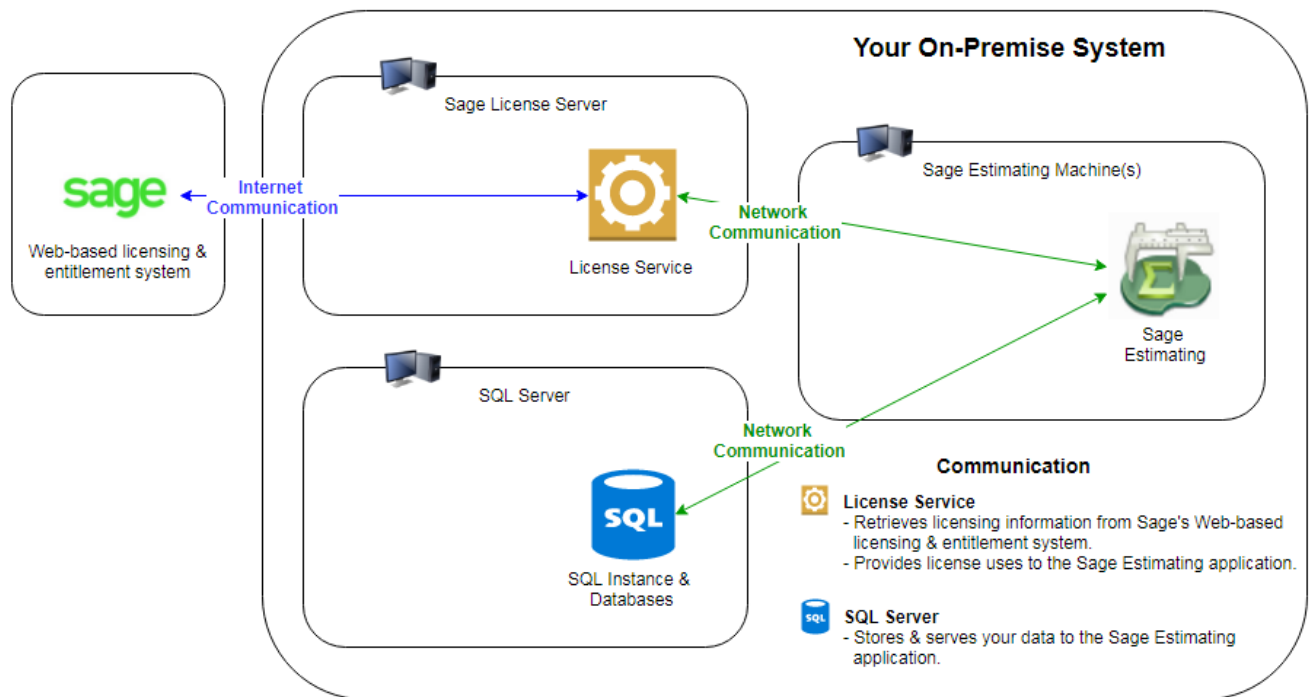 Your On-Premise System
Sage License Server
Sage Estimating Machine(s)
sage
Internet
Communication
Network
Communication
Web-based licensing &
entitlement system
License Service
Sage
Estimating
SQL Server
Network
Communication
SQL
SQL Instance &
Databases
Communication
License Service
- Retrieves licensing information from Sage's Web-based
licensing & entitlement system.
- Provides license uses to the Sage Estimating application.
SQL
SQL Server
- Stores & serves your data to the Sage Estimating
application.